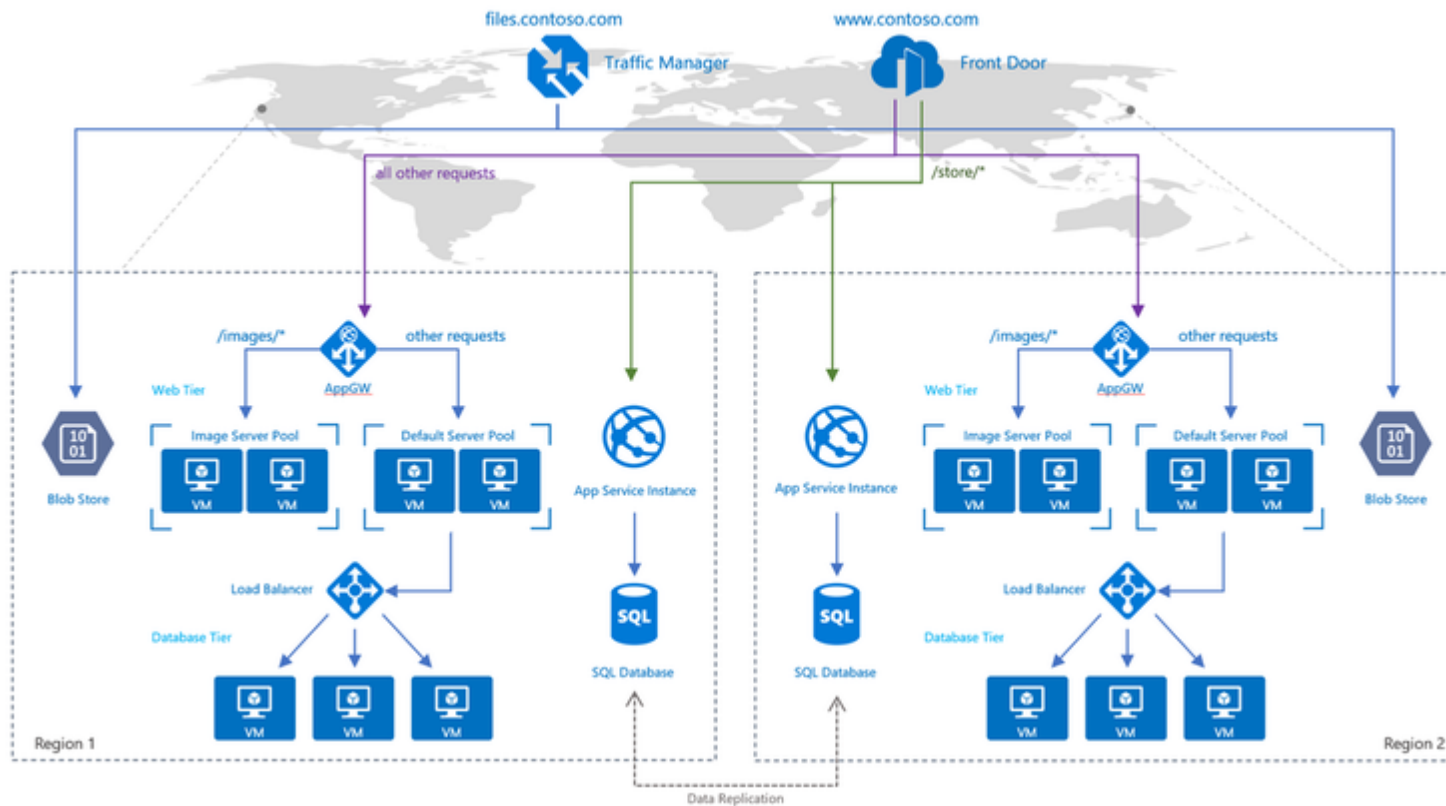 files.contoso.com
www.contoso.com
Traffic Manager
Front Door
all other requests
/store/*
/images/*
other requests
Web Tier
AppGW
Image Server Pool
Default Server Pool
10
01
VM
VM
VM
VM
Blob Store
App Service Instance
Load Balancer
SQL
Database Tier
SQL Database
VM
VM
VM
Region 1
/images/*
other requests
Web Tier
AppGW
Image Server Pool
Default Server Pool
10
01
VM
VM
VM
VM
App Service Instance
Blob Store
Load Balancer
SQL
Database Tier
SQL Database
VM
VM
VM
Region 2
Data Replication